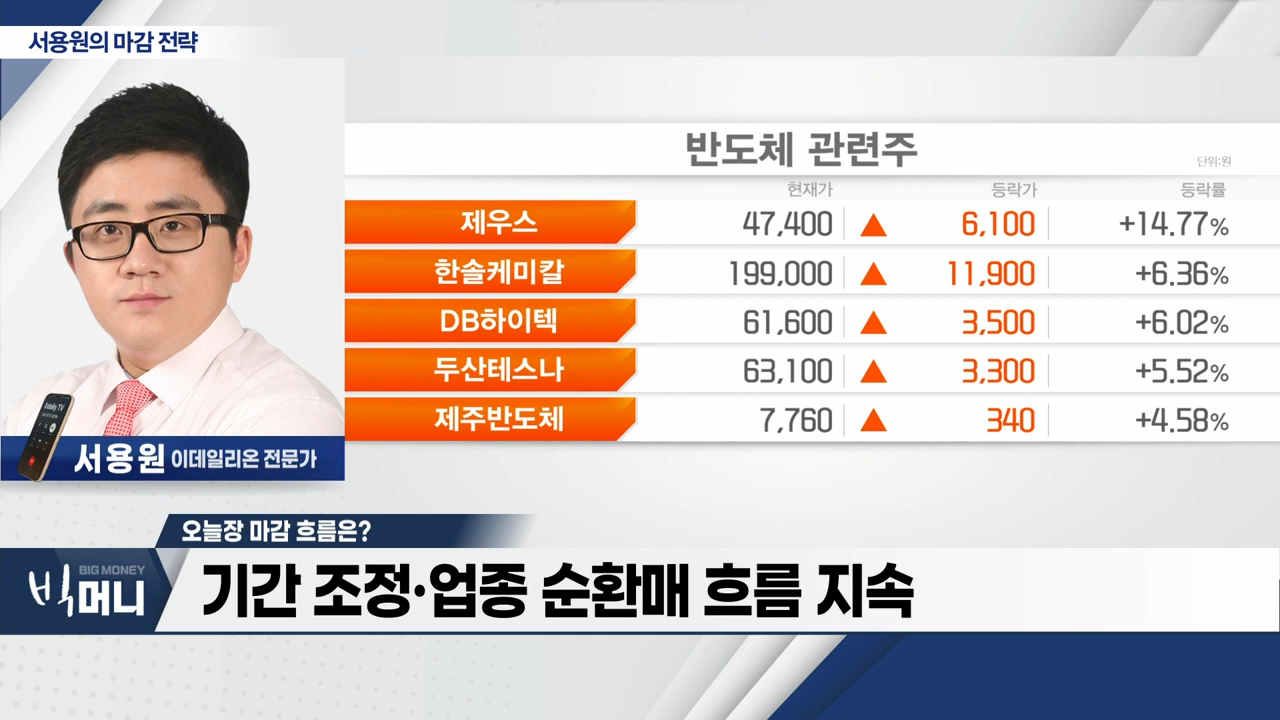 서용원의 마감 전략
반도체 관련주
단위:원
현재가 등락가 등락률
제우스 47,400 ▲ 6,100 +14.77%
한솔케미칼 199,000 ▲ 11,900 +6.36%
DB하이텍 61,600 ▲ 3,500 +6.02%
두산테스나 63,100 ▲ 3,300 +5.52%
제주반도체 7,760 ▲ 340 +4.58%
Edaily TV
서용원 이데일리온 전문가
오늘장 마감 흐름은?
BIG MONEY
빅머니
기간 조정·업종 순환매 흐름 지속